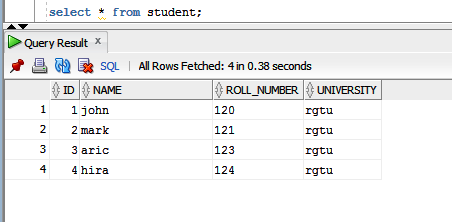 select * from student;
Query Result x
SQL | All Rows Fetched: 4 in 0.38 seconds
ID NAME ROLL_NUMBER UNIVERSITY
1 1 john 120 rgtu
2 2 mark 121 rgtu
3 3 aric 123 rgtu
4 4 hira 124 rgtu